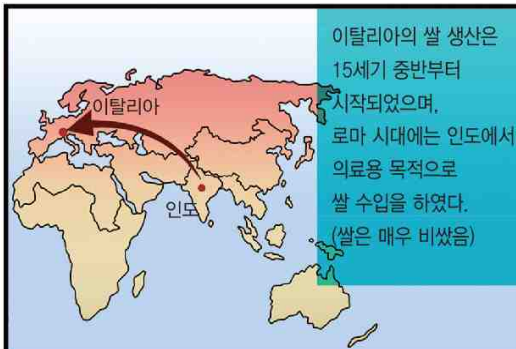 이탈리아의 쌀 생산은
15세기 중반부터
시작되었으며,
로마 시대에는 인도에서
의료용 목적으로
쌀 수입을 하였다.
(쌀은 매우 비쌌음)
이탈리아
인도